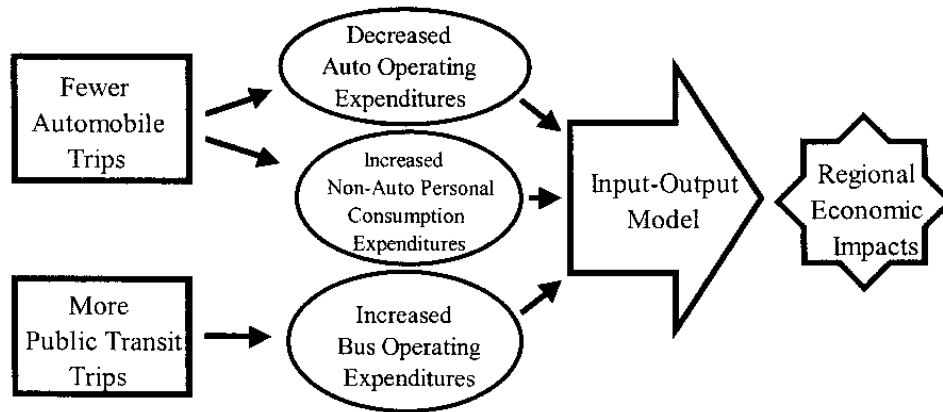 Fewer
Automobile
Trips
Decreased
Auto Operating
Expenditures
Increased
Non-Auto Personal
Consumption
Expenditures
More
Public Transit
Trips
Increased
Bus Operating
Expenditures
Input-Output
Model
Regional
Economic
Impacts